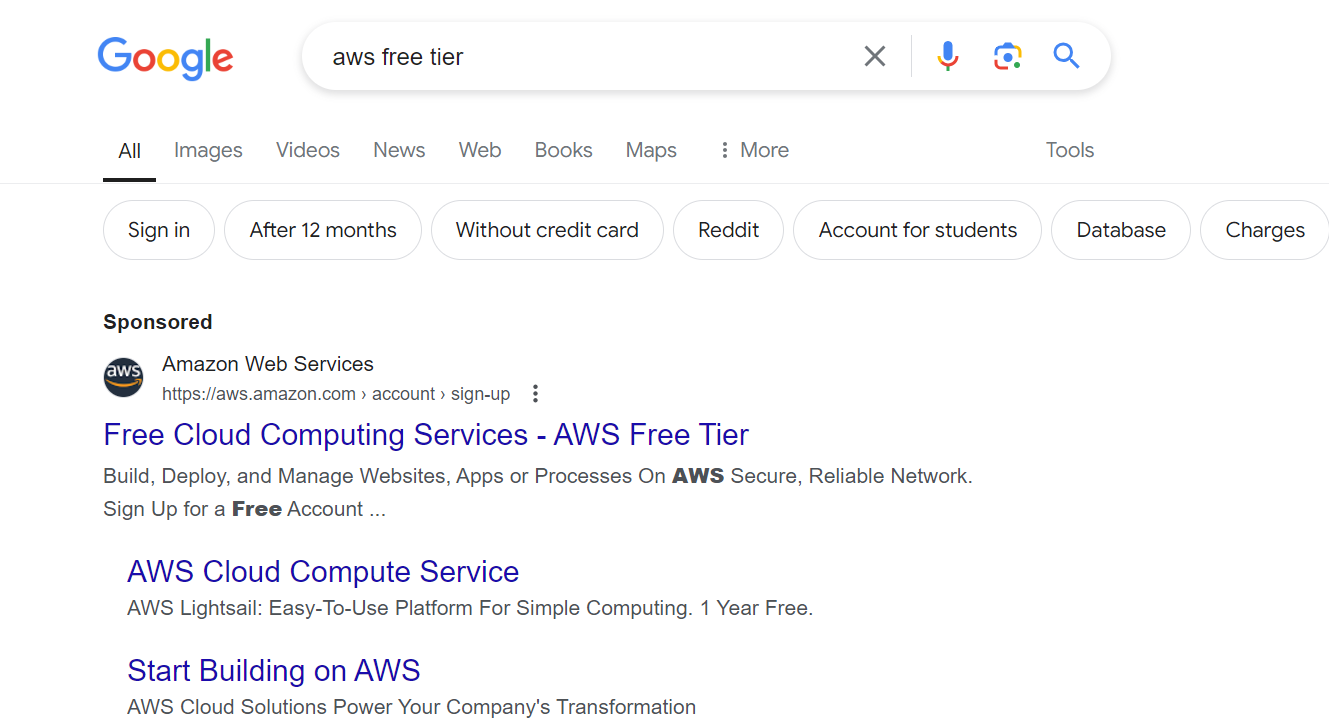 Google
aws free tier
All Images Videos News Web Books Maps More Tools
Sign in After 12 months Without credit card Reddit Account for students Database Charges
Sponsored
aws
Amazon Web Services
https://aws.amazon.com › account › sign-up
Free Cloud Computing Services - AWS Free Tier
Build, Deploy, and Manage Websites, Apps or Processes On AWS Secure, Reliable Network.
Sign Up for a Free Account ...
AWS Cloud Compute Service
AWS Lightsail: Easy-To-Use Platform For Simple Computing. 1 Year Free.
Start Building on AWS
AWS Cloud Solutions Power Your Company's Transformation